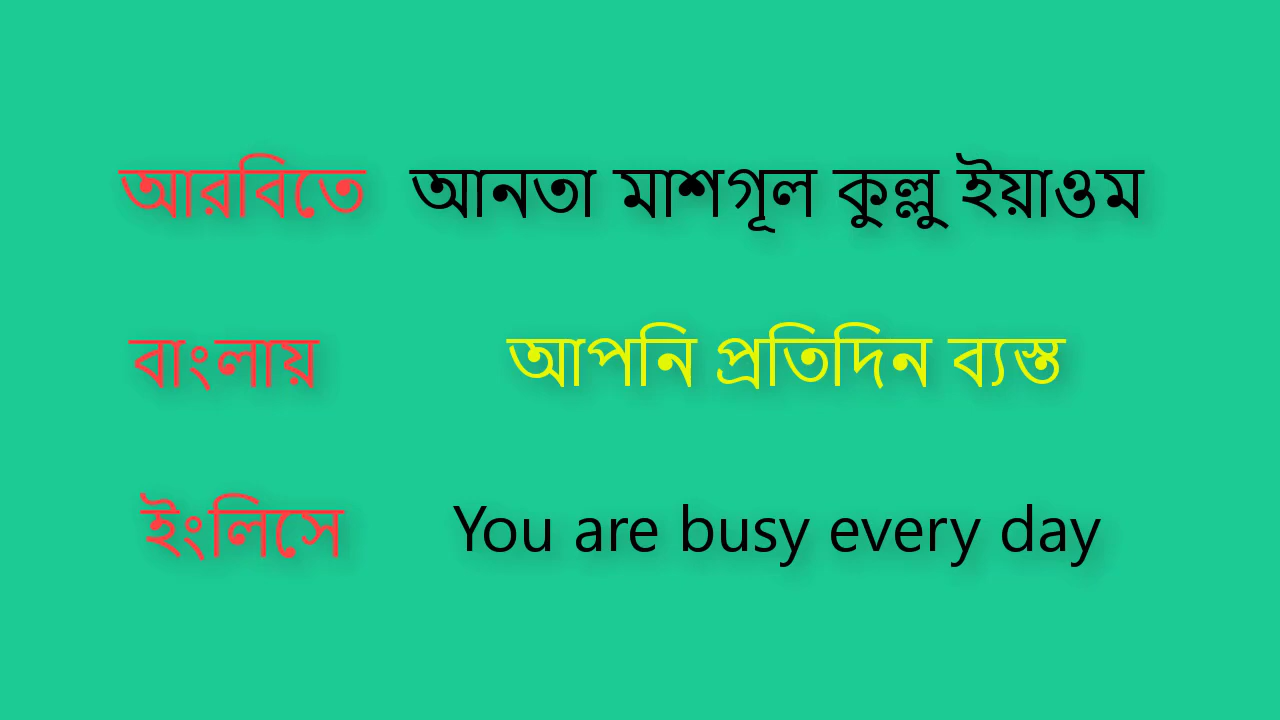 আরবিতে আনতা মাশগূল কুল্লু ইয়াওম
বাংলায় আপনি প্রতিদিন ব্যস্ত
ইংলিসে You are busy every day